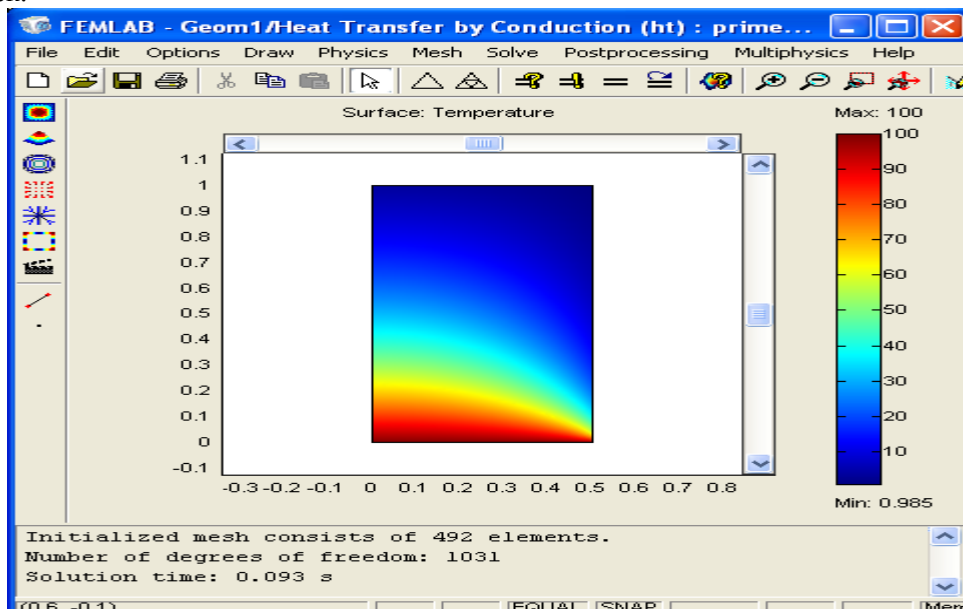 FEMLAB - Geom1/Heat Transfer by Conduction (ht) : prime...
File Edit Options Draw Physics Mesh Solve Postprocessing Multiphysics Help
Surface: Temperature
Max: 100
1.1
1
0.9
0.8
0.7
0.6
0.5
0.4
0.3
0.2
0.1
0
-0.1
-0.3 -0.2 -0.1 0 0.1 0.2 0.3 0.4 0.5 0.6 0.7 0.8
100
90
80
70
60
50
40
30
20
10
Min: 0.985
Initialized mesh consists of 492 elements.
Number of degrees of freedom: 1031
Solution time: 0.093 s
(0.6, -0.1) EQUAL SNAP